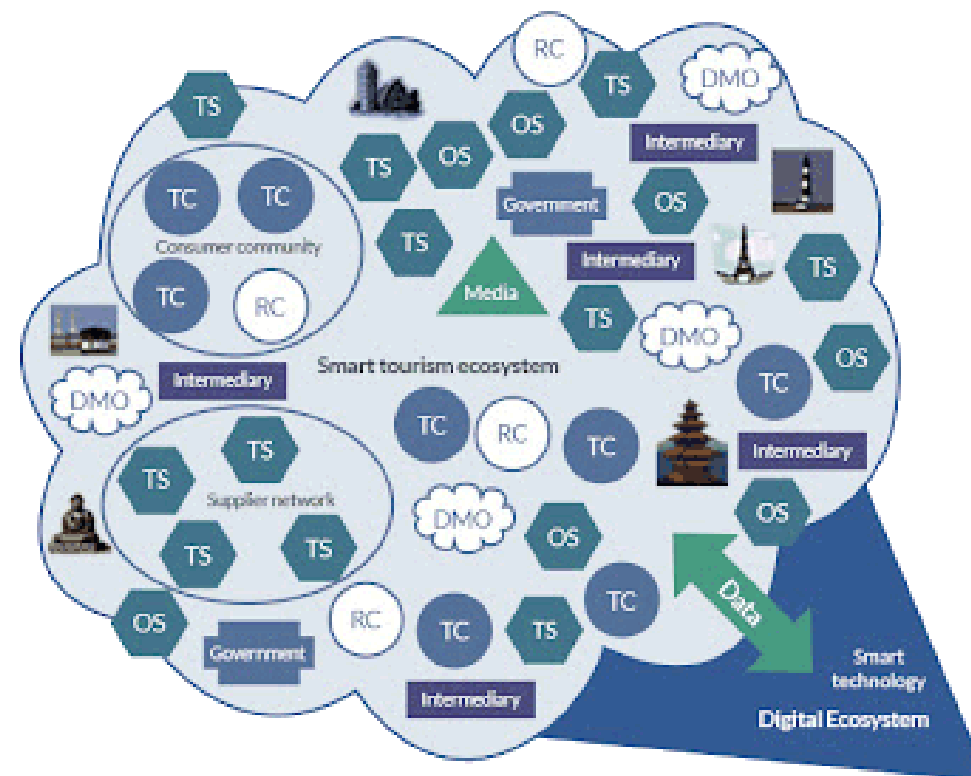 RC
TS
DMO
TS
OS
OS
Intermediary
TS
TC
TC
Government
OS
Consumer community
TS
Intermediary
TS
TC
RC
Media
TS
DMO
Smart tourism ecosystem
OS
Intermediary
TC
DMO
TC
RC
TC
Intermediary
TS
TS
Supplier network
DMO
OS
OS
TS
TS
Data
OS
RC
TC
TS
TC
Government
Smart
technology
Intermediary
Digital Ecosystem